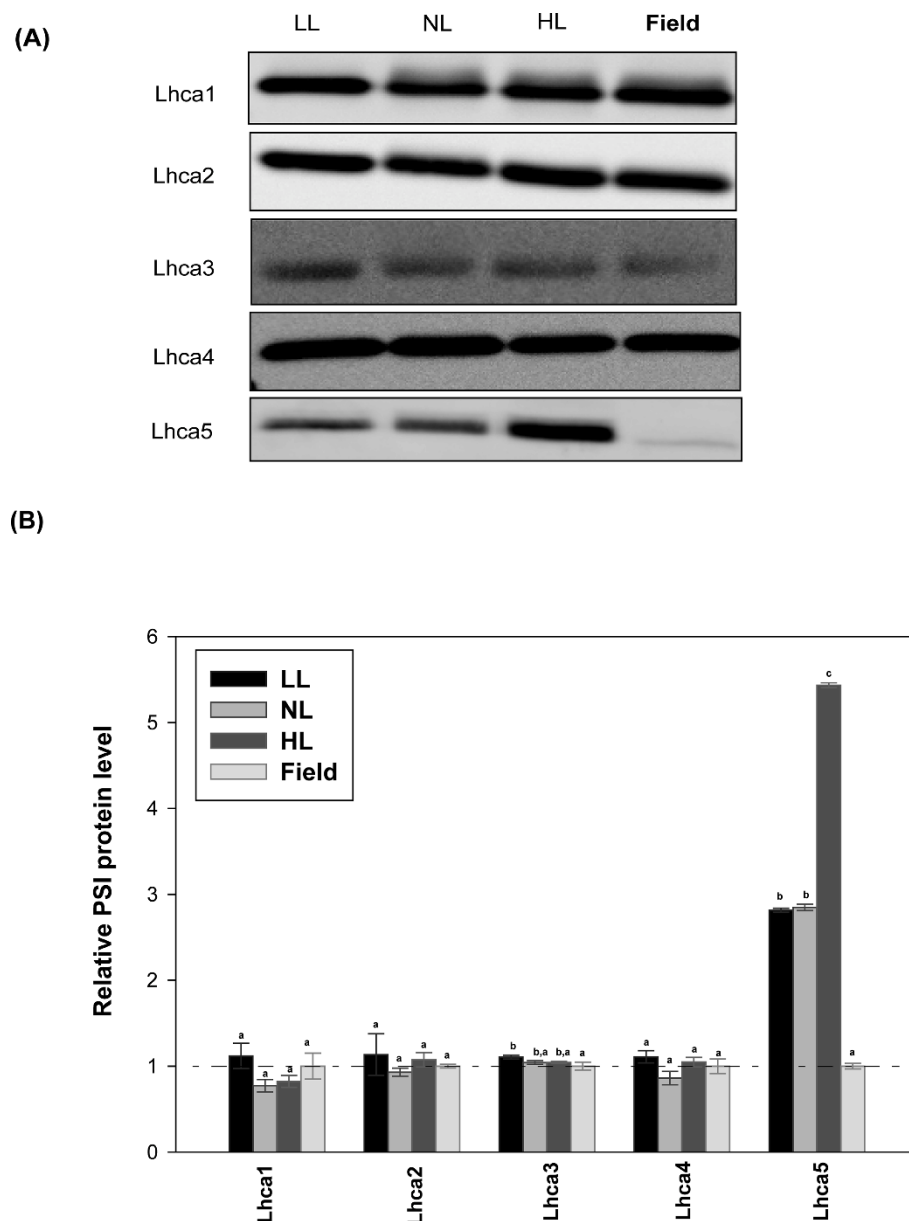 (A)
LL NL HL Field
Lhca1
Lhca2
Lhca3
Lhca4
Lhca5
(B)
Relative PSI protein level
6
5
4
3
2
1
0
LL
NL
HL
Field
a a a a
a a a a
b b,a b,a a
a a a a
b b c a
Lhca1 Lhca2 Lhca3 Lhca4 Lhca5